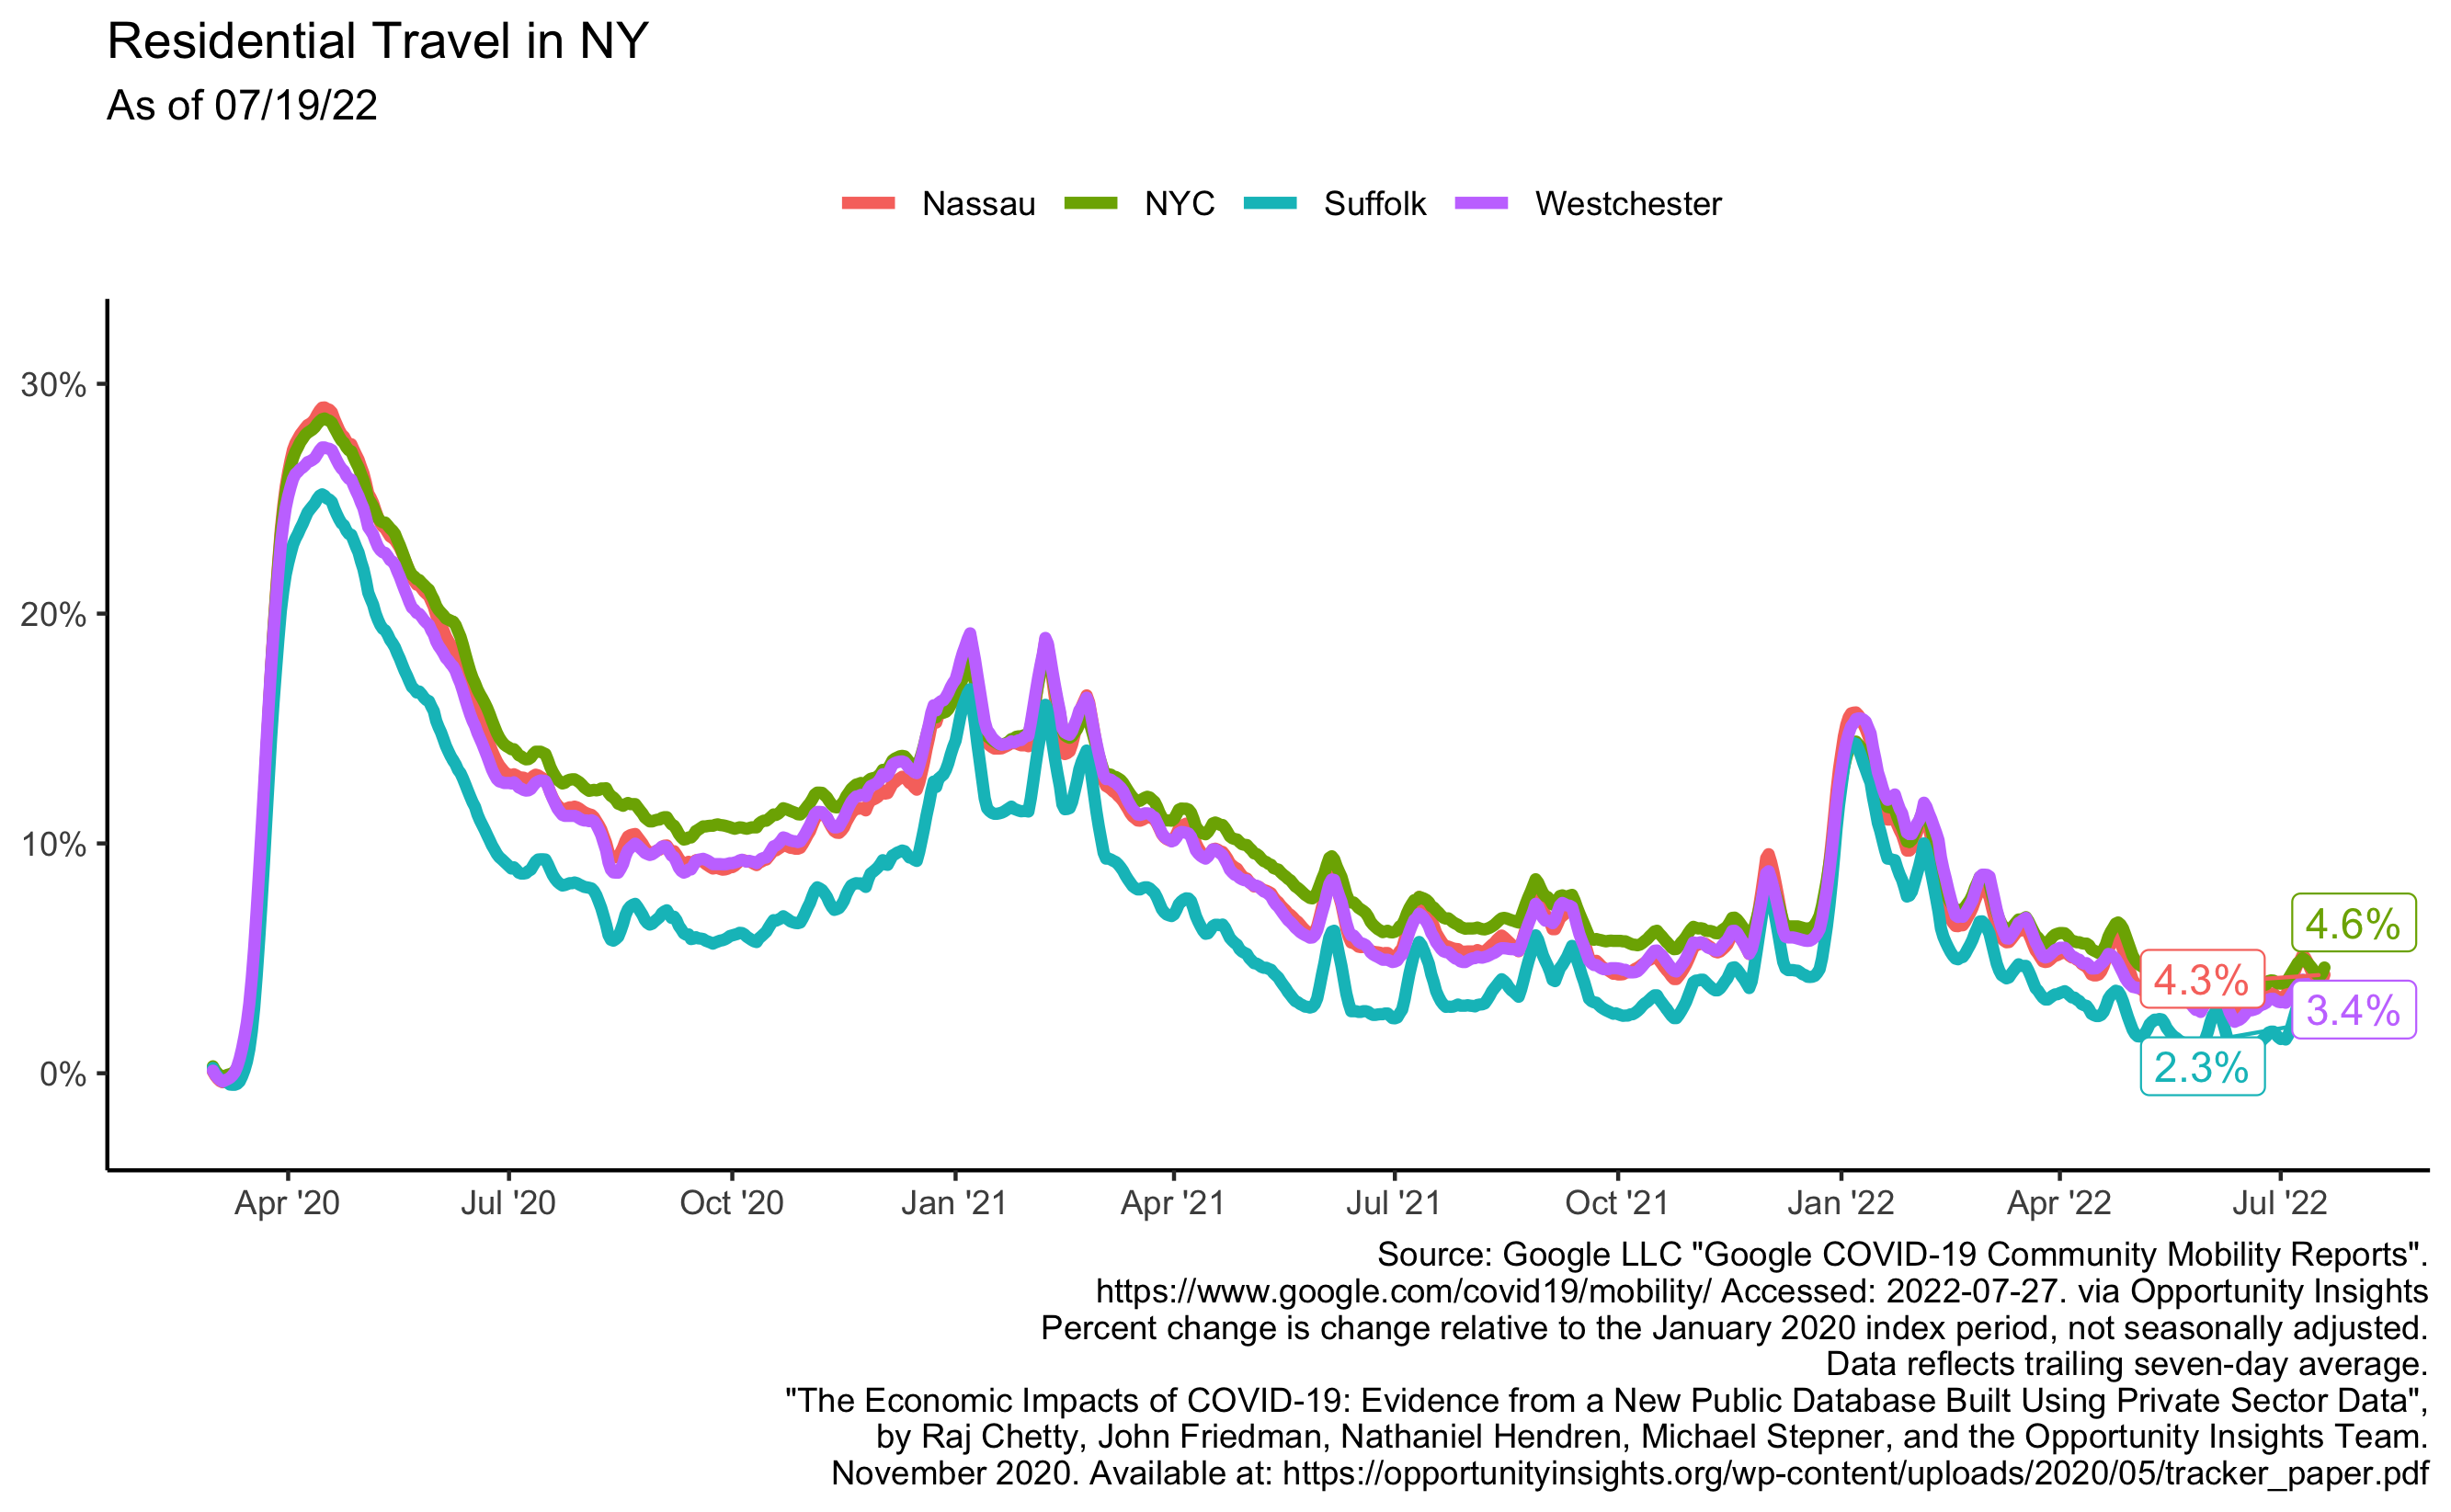 Residential Travel in NY
As of 07/19/22
Nassau NYC Suffolk Westchester
30%
20%
10%
0%
4.6%
4.3%
3.4%
2.3%
Apr '20 Jul '20 Oct '20 Jan '21 Apr '21 Jul '21 Oct '21 Jan '22 Apr '22 Jul '22
Source: Google LLC "Google COVID-19 Community Mobility Reports".
https://www.google.com/covid19/mobility/ Accessed: 2022-07-27. via Opportunity Insights
Percent change is change relative to the January 2020 index period, not seasonally adjusted.
Data reflects trailing seven-day average.
"The Economic Impacts of COVID-19: Evidence from a New Public Database Built Using Private Sector Data",
by Raj Chetty, John Friedman, Nathaniel Hendren, Michael Stepner, and the Opportunity Insights Team.
November 2020. Available at: https://opportunityinsights.org/wp-content/uploads/2020/05/tracker_paper.pdf